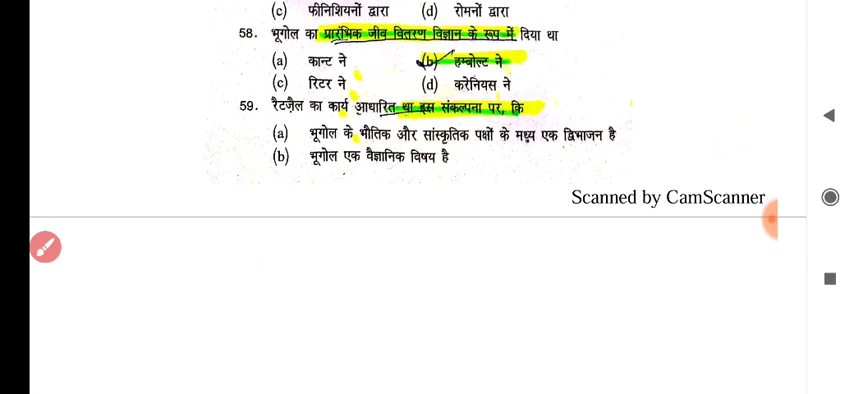 (c) फीनिशियनों द्वारा (d) रोमनों द्वारा
58. भूगोल का प्रारंभिक जीव वितरण विज्ञान के रूप में दिया था
(a) कान्ट ने (b) हम्बोल्ट ने
(c) रिटर ने (d) करेनियस ने
59. रैटज़ेल का कार्य आधारित था इस संकल्पना पर, कि
(a) भूगोल के भौतिक और सांस्कृतिक पक्षों के मध्य एक द्विभाजन है
(b) भूगोल एक वैज्ञानिक विषय है
Scanned by CamScanner